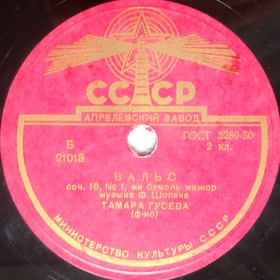 СССР
АПРЕЛЕВСКИЙ ЗАВОД
Б
21018
ГОСТ 5289-50
2 кл.
ВАЛЬС
соч. 18, № 1, ми бемоль мажор
музыка Ф. Шопена
ТАМАРА ГУСЕВА
(ф-но)
МИНИСТЕРСТВО КУЛЬТУРЫ СССР